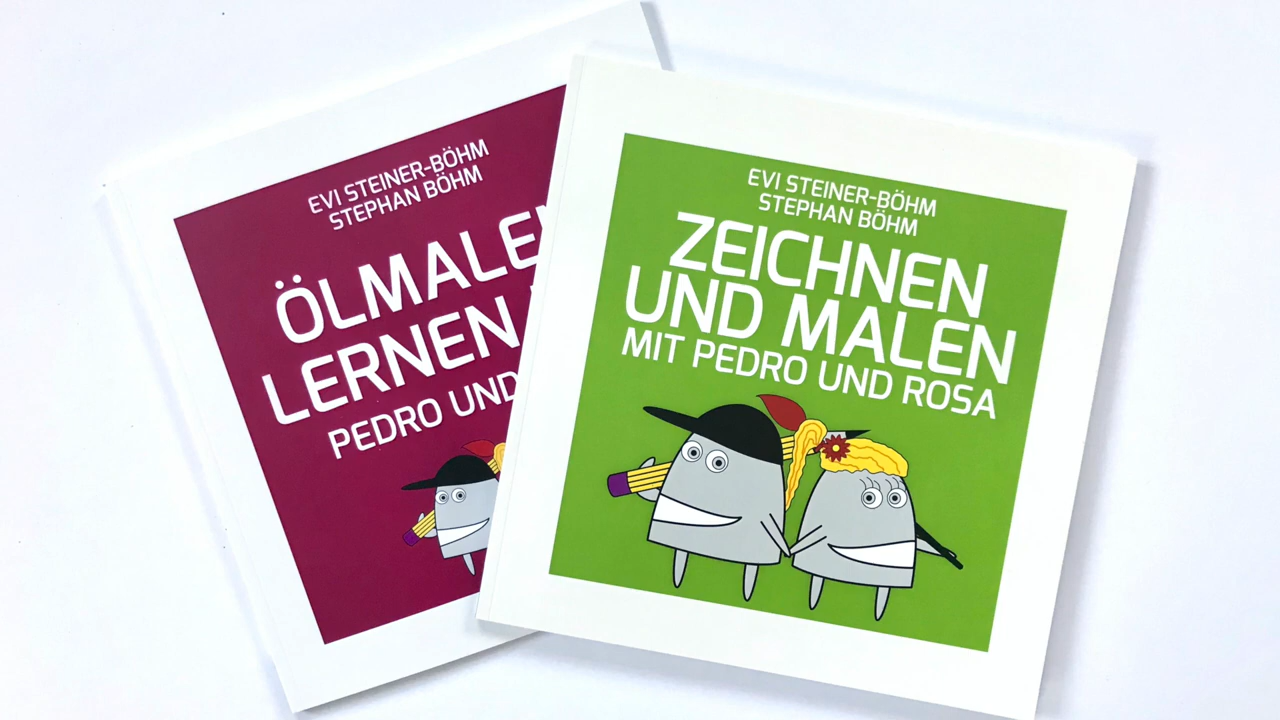 EVI STEINER-BÖHM
STEPHAN BÖHM
ÖLMALEN
LERNEN
PEDRO UND
EVI STEINER-BÖHM
STEPHAN BÖHM
ZEICHNEN
UND MALEN
MIT PEDRO UND ROSA